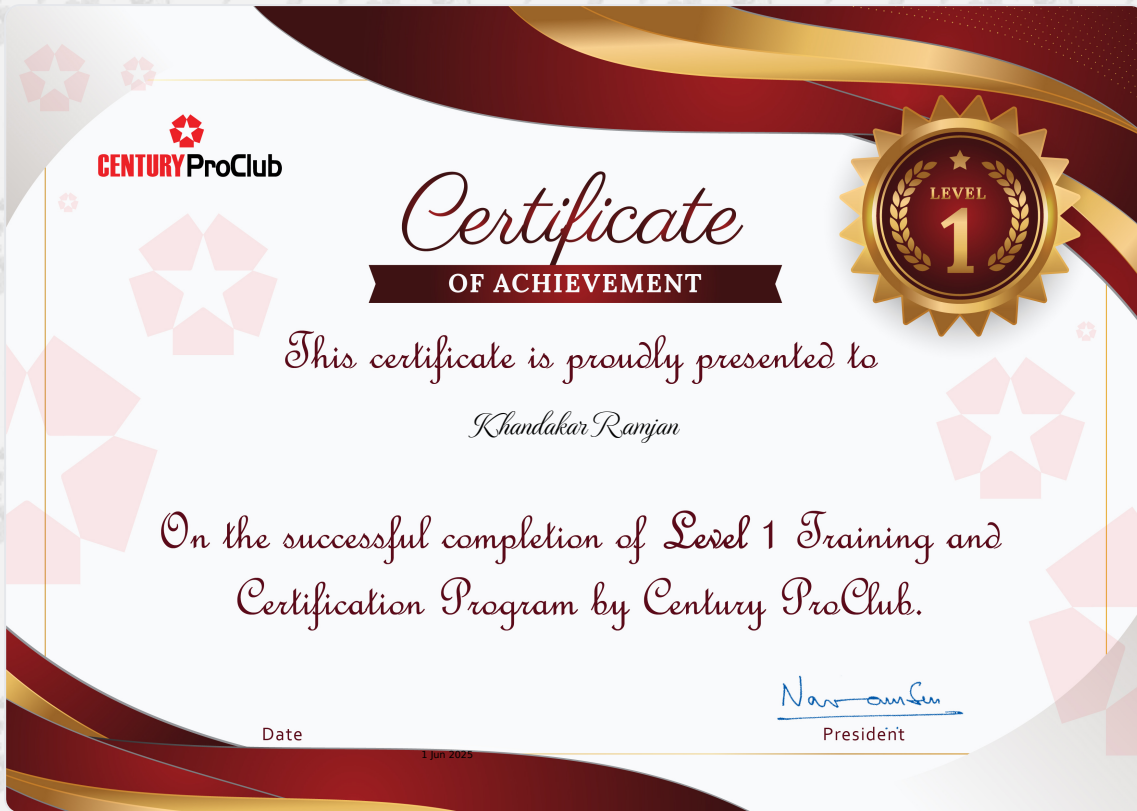 CENTURY ProClub
Certificate
OF ACHIEVEMENT
LEVEL
1
This certificate is proudly presented to
Khandakar Ramjan
On the successful completion of Level 1 Training and
Certification Program by Century ProClub.
Date
President
1 Jun 2025